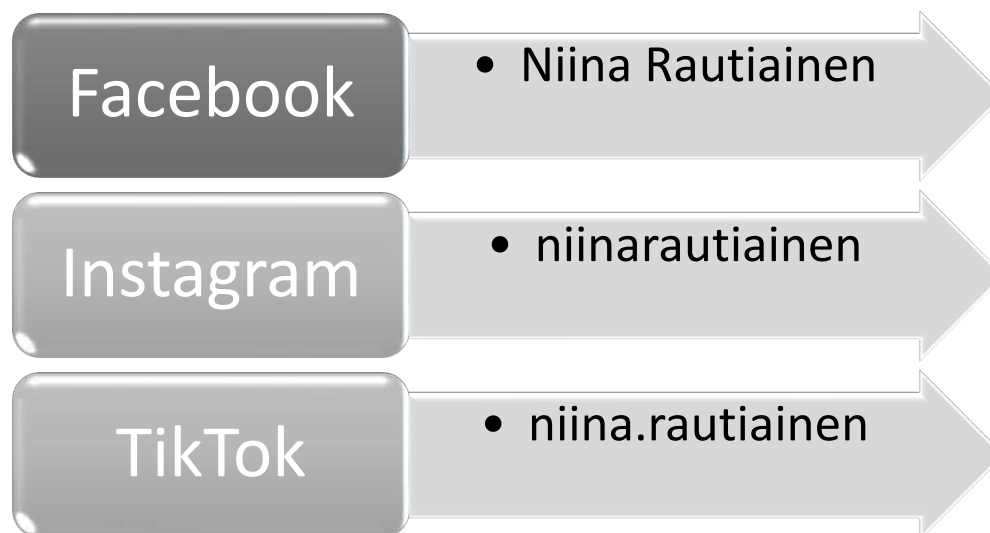 Facebook
• Niina Rautiainen
Instagram
• niinarautiainen
TikTok
• niina.rautiainen